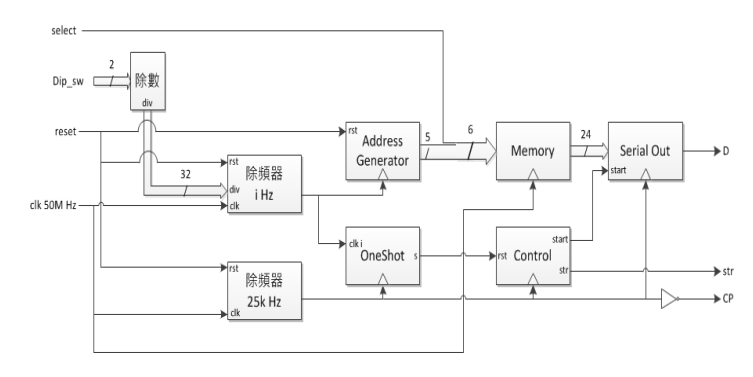 select
Dip_sw
2
除數
div
reset
rst
Address
Generator
5
6
Memory
24
Serial Out
D
start
rst
32
除頻器
div
i Hz
clk 50M Hz
clk
clk i
OneShot
s
rst
Control
start
str
str
rst
除頻器
25k Hz
clk
CP